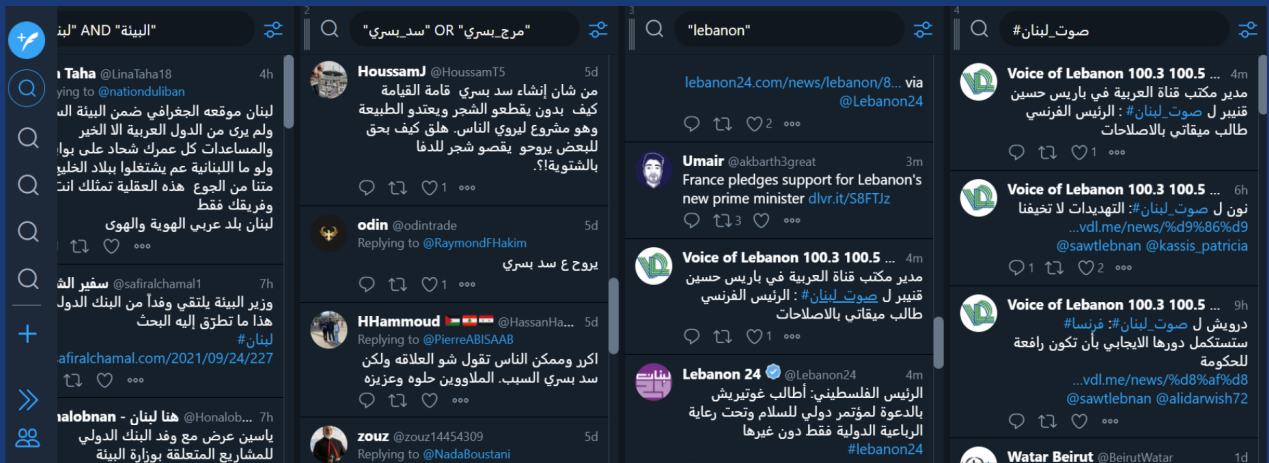 "البيئة" AND "لبن
Taha @LinaTaha18 4h
ying to @nationduliban
لبنان موقعه الجغرافي ضمن البيئة
ولم يرى من الدول العربية الا الخير
والمساعدات كل عمرك شحاد على
ولو ما اللبنانية عم يشتغلوا ببلاد الخليج
متنا من الجوع هذه العقلية تمثلك
وفريقك فقط
لبنان بلد عربي الهوية والهوى
سفير @safiralchamal1 7h
وزير البيئة يلتقي وفداً من البنك
هذا ما تطرّق إليه البحث
#لبنان
safiralchamal.com/2021/09/24/227
nalobnan - هنا لبنان @Honalob... 7h
ياسين عرض مع وفد البنك الدولي
للمشاريع المتعلقة بوزارة البيئة
2
"مرج_بسري" OR "سد_بسري"
HoussamJ @HoussamT5 5d
من شان إنشاء سد بسري قامة القيامة
كيف بدون يقطعو الشجر ويعتدو الطبيعة
وهو مشروع ليروي الناس. هلق كيف بحق
للبعض يروحو يقصو شجر للدفا
بالشتوية!؟.
1
odin @odintrade 5d
Replying to @RaymondFHakim
يروح ع سد بسري
1
HHammoud 🇵🇸🇱🇧🇸🇾 @HassanHa... 5d
Replying to @PierreABISAAB
اكرر وممكن الناس تقول شو العلاقه ولكن
سد بسري السبب. الملاووين حلوه وعزيزه
zouz @zouz14454309 5d
Replying to @NadaBoustani
3
"lebanon"
lebanon24.com/news/lebanon/8... via
@Lebanon24
2
Umair @akbarth3great 3m
France pledges support for Lebanon's
new prime minister dlvr.it/S8FTJz
3
Voice of Lebanon 100.3 100.5 ... 4m
مدير مكتب قناة العربية في باريس حسين
قنيبر ل #صوت_لبنان : الرئيس الفرنسي
طالب ميقاتي بالاصلاحات
1
Lebanon 24 @Lebanon24 4m
الرئيس الفلسطيني: أطالب غوتيريش
بالدعوة لمؤتمر دولي للسلام وتحت رعاية
الرباعية الدولية فقط دون غيرها
#lebanon24
4
#صوت_لبنان
Voice of Lebanon 100.3 100.5 ... 4m
مدير مكتب قناة العربية في باريس حسين
قنيبر ل #صوت_لبنان : الرئيس الفرنسي
طالب ميقاتي بالاصلاحات
1
Voice of Lebanon 100.3 100.5 ... 6h
نون ل #صوت_لبنان: التهديدات لا تخيفنا
vdl.me/news/%d9%86%d9...
@sawtlebnan @kassis_patricia
1 2
Voice of Lebanon 100.3 100.5 ... 9h
درويش ل #صوت_لبنان: #فرنسا
ستستكمل دورها الايجابي بأن تكون رافعة
للحكومة
vdl.me/news/%d8%af%d8...
@sawtlebnan @alidarwish72
Watar Beirut @BeirutWatar 1d